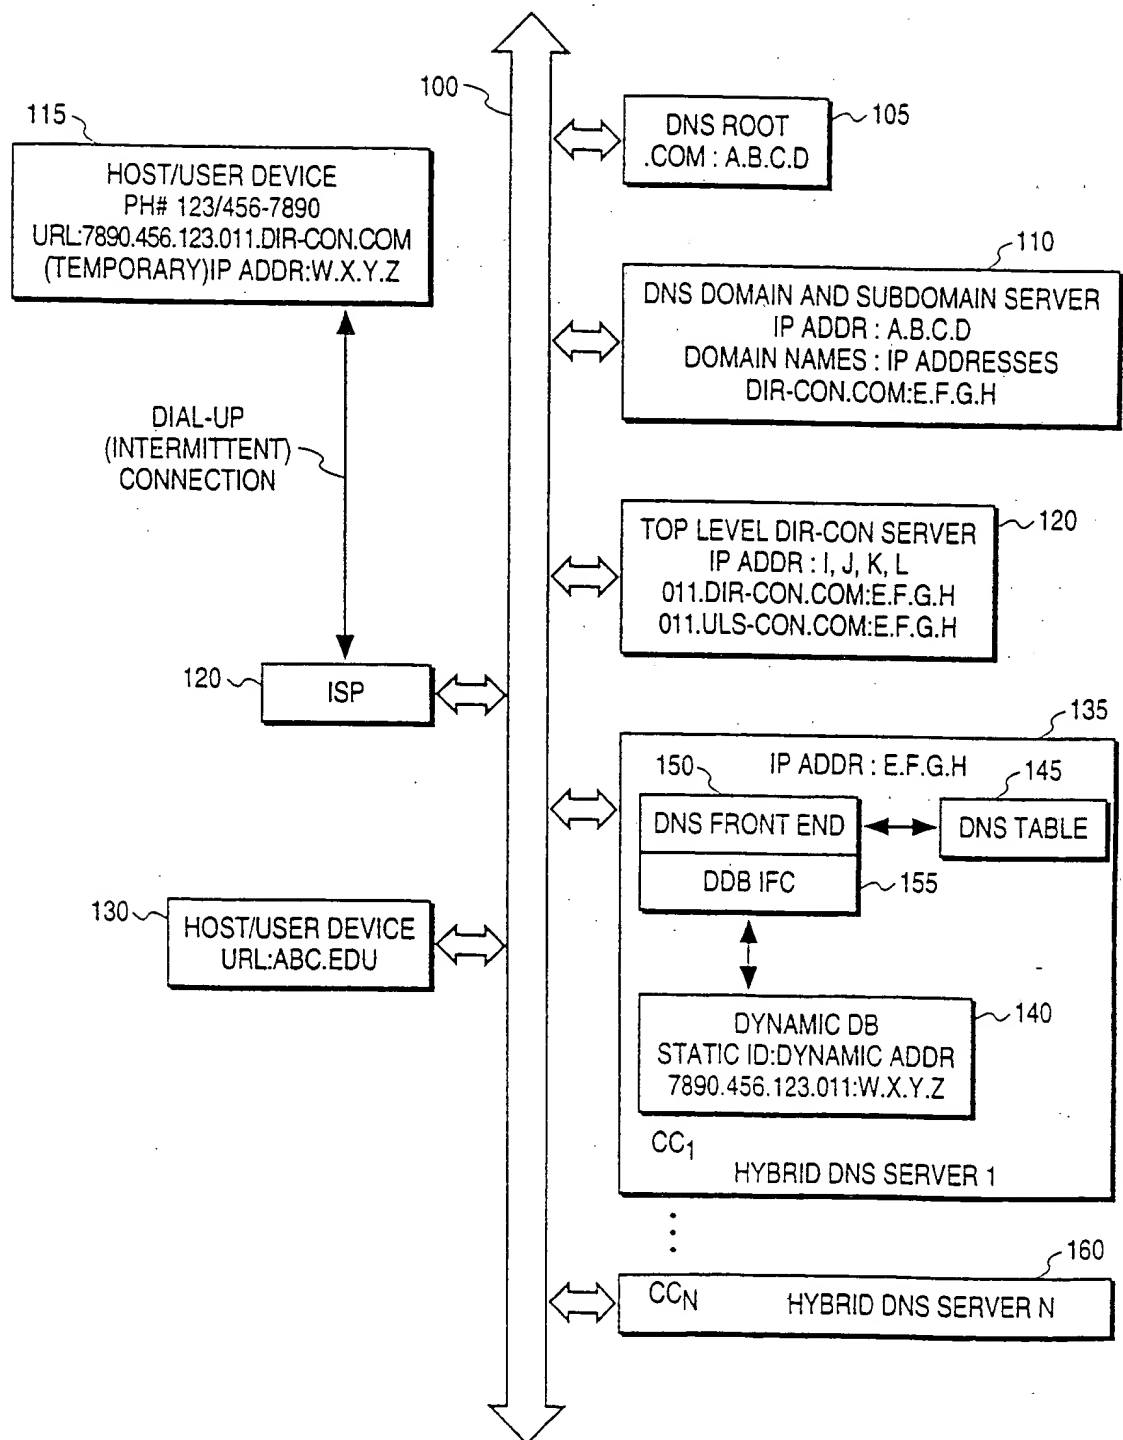 100
115
HOST/USER DEVICE
PH# 123/456-7890
URL:7890.456.123.011.DIR-CON.COM
(TEMPORARY)IP ADDR:W.X.Y.Z
DIAL-UP
(INTERMITTENT)
CONNECTION
120
ISP
130
HOST/USER DEVICE
URL:ABC.EDU
105
DNS ROOT
.COM : A.B.C.D
110
DNS DOMAIN AND SUBDOMAIN SERVER
IP ADDR : A.B.C.D
DOMAIN NAMES : IP ADDRESSES
DIR-CON.COM:E.F.G.H
120
TOP LEVEL DIR-CON SERVER
IP ADDR : I, J, K, L
011.DIR-CON.COM:E.F.G.H
011.ULS-CON.COM:E.F.G.H
135
IP ADDR : E.F.G.H
150
145
DNS FRONT END
DNS TABLE
DDB IFC
155
140
DYNAMIC DB
STATIC ID:DYNAMIC ADDR
7890.456.123.011:W.X.Y.Z
CC1
HYBRID DNS SERVER 1
160
CCN
HYBRID DNS SERVER N